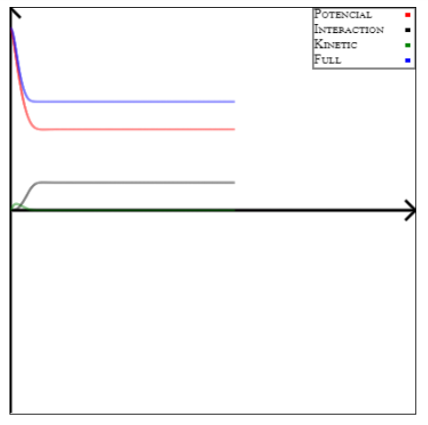 Potencial
Interaction
Kinetic
Full